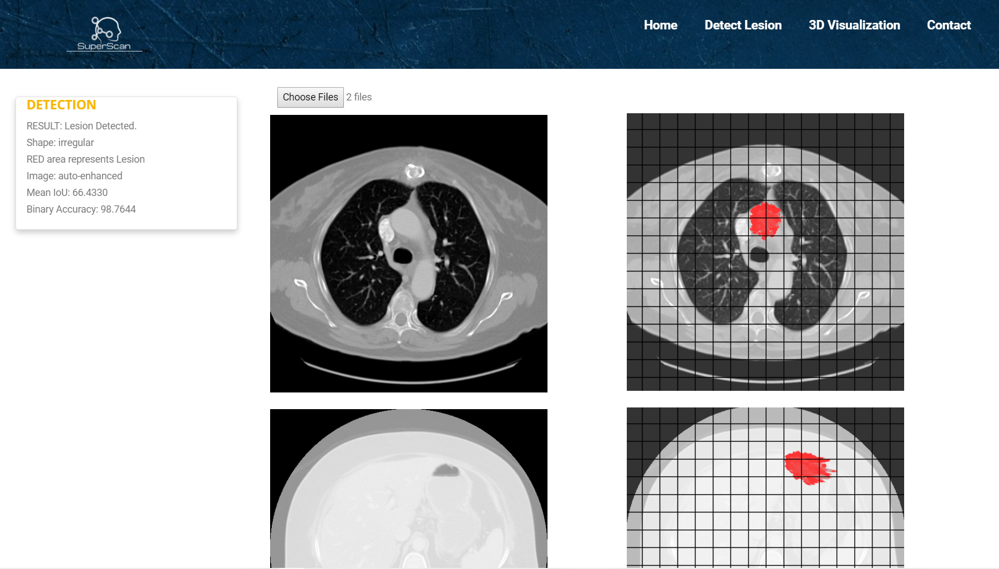 SuperScan
Home
Detect Lesion
3D Visualization
Contact
DETECTION
RESULT: Lesion Detected.
Shape: irregular
RED area represents Lesion
Image: auto-enhanced
Mean IoU: 66.4330
Binary Accuracy: 98.7644
Choose Files 2 files